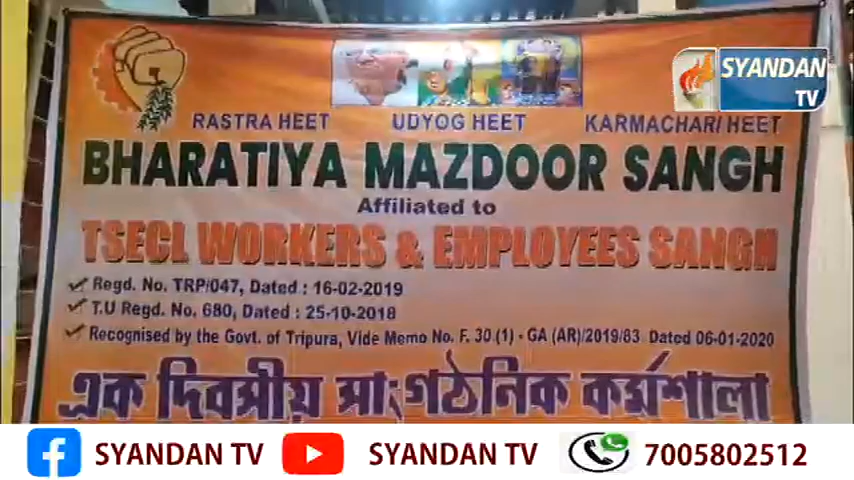 SYANDAN
TV
RASTRA HEET UDYOG HEET KARMACHARI HEET
BHARATIYA MAZDOOR SANGH
Affiliated to
TSECL WORKERS & EMPLOYEES SANGH
Regd. No. TRP/047, Dated : 16-02-2019
T.U Regd. No. 680, Dated : 25-10-2018
Recognised by the Govt. of Tripura, Vide Memo No. F. 30 (1) - GA (AR)/2019/83 Dated 06-01-2020
এক দিবসীয় সাংগঠনিক কর্মশালা
SYANDAN TV SYANDAN TV 7005802512